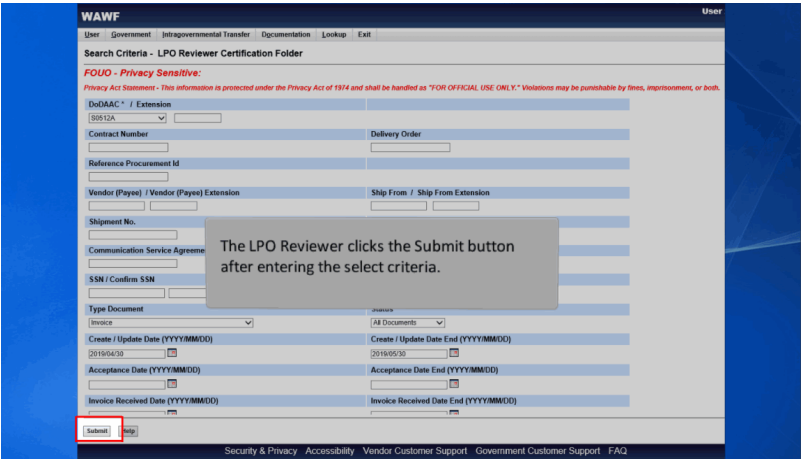 WAWF
User
User Government Intragovernmental Transfer Documentation Lookup Exit
Search Criteria - LPO Reviewer Certification Folder
FOUO - Privacy Sensitive:
Privacy Act Statement - This information is protected under the Privacy Act of 1974 and shall be handled as "FOR OFFICIAL USE ONLY." Violations may be punishable by fines, imprisonment, or both.
DoDAAC * / Extension
S0512A
Contract Number Delivery Order
Reference Procurement Id
Vendor (Payee) / Vendor (Payee) Extension Ship From / Ship From Extension
Shipment No.
The LPO Reviewer clicks the Submit button
after entering the select criteria.
Communication Service Agreeme
SSN / Confirm SSN
Type Document Status
Invoice All Documents
Create / Update Date (YYYY/MM/DD) Create / Update Date End (YYYY/MM/DD)
2019/04/30 2019/05/30
Acceptance Date (YYYY/MM/DD) Acceptance Date End (YYYY/MM/DD)
Invoice Received Date (YYYY/MM/DD) Invoice Received Date End (YYYY/MM/DD)
Submit Help
Security & Privacy Accessibility Vendor Customer Support Government Customer Support FAQ